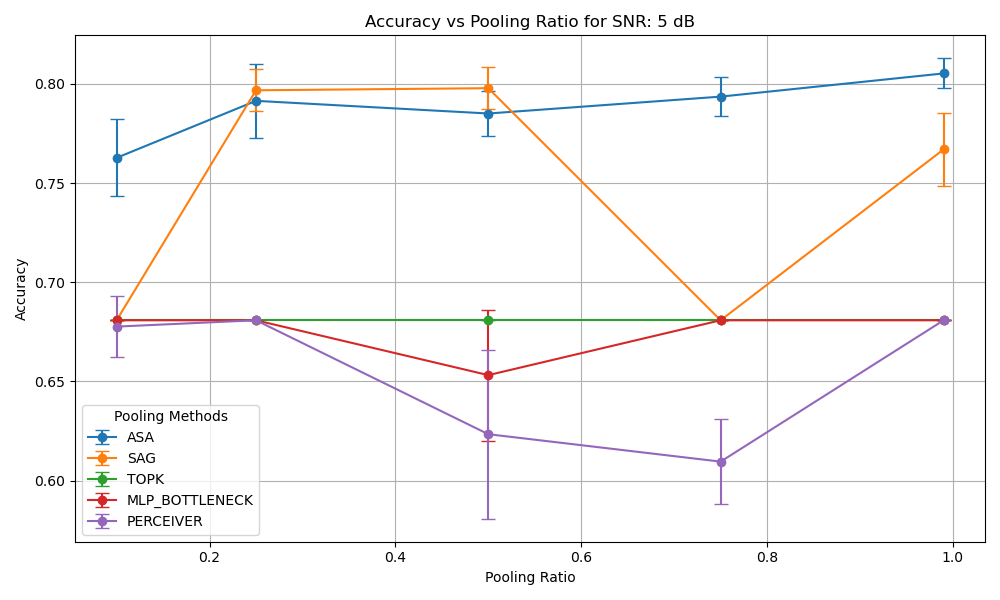 Accuracy vs Pooling Ratio for SNR: 5 dB
Accuracy
0.80
0.75
0.70
0.65
0.60
Pooling Methods
ASA
SAG
TOPK
MLP_BOTTLENECK
PERCEIVER
0.2
0.4
0.6
0.8
1.0
Pooling Ratio